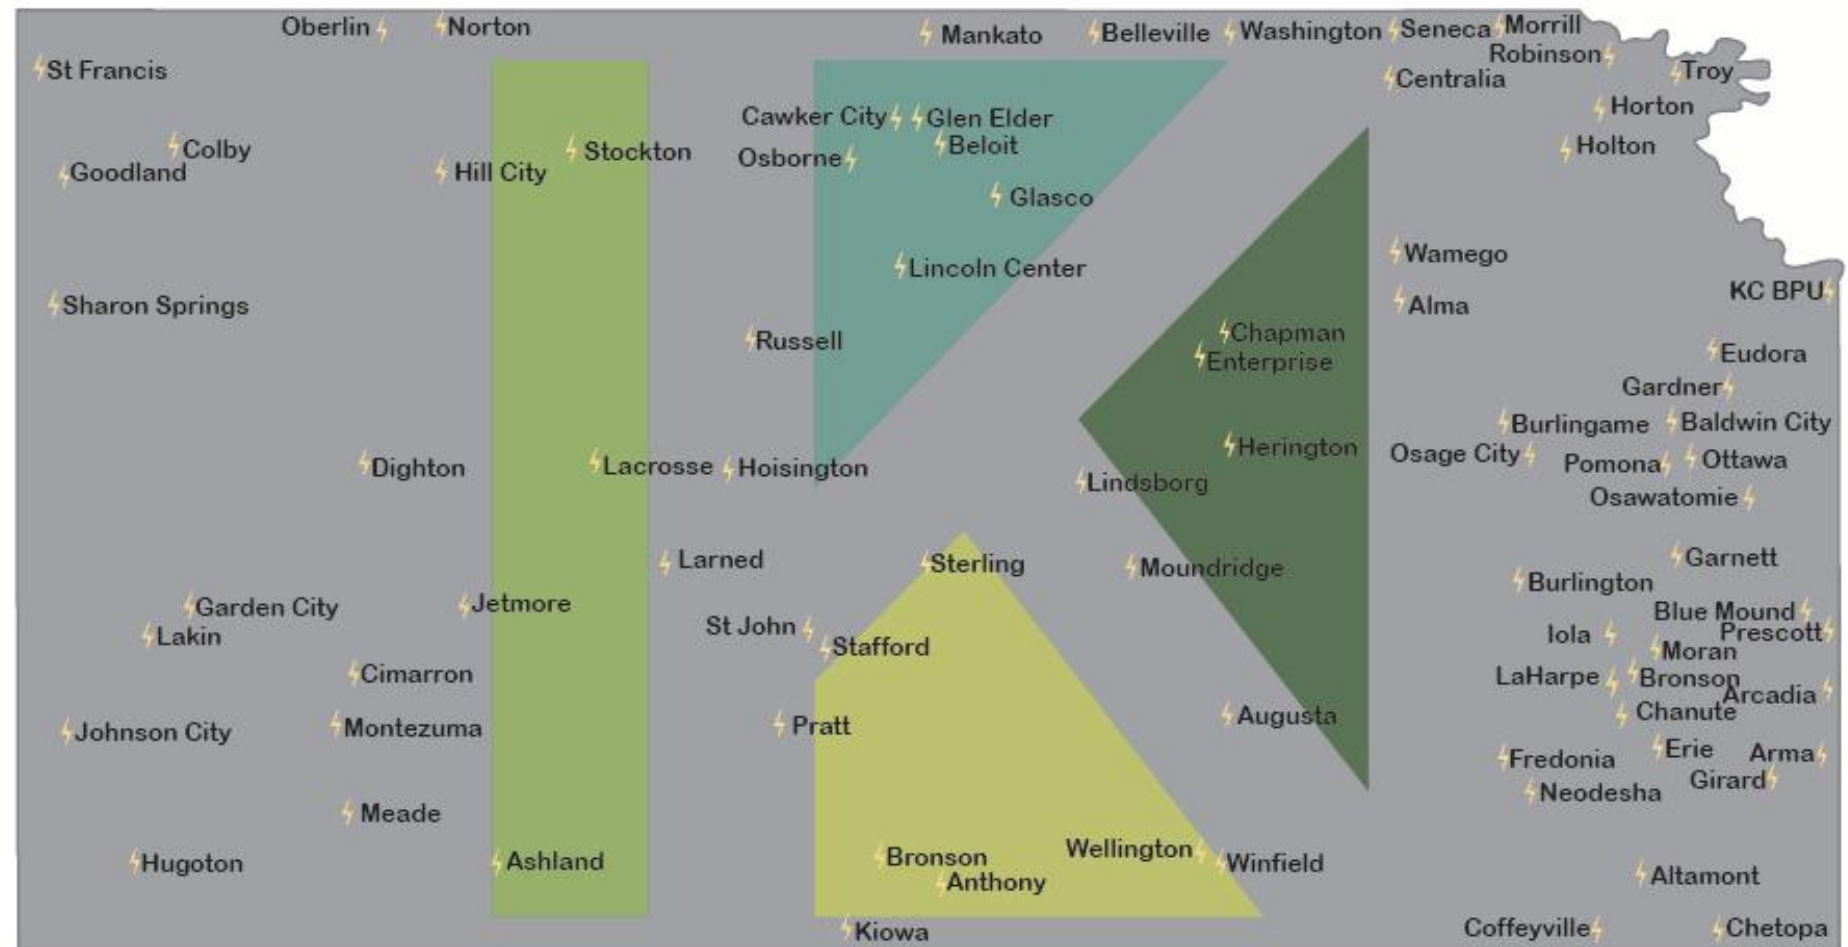 Oberlin
Norton
Mankato
Belleville
Washington
Seneca
Morrill
Robinson
St Francis
Centralia
Troy
Horton
Cawker City
Glen Elder
Colby
Stockton
Osborne
Beloit
Holton
Goodland
Hill City
Glasco
Wamego
Lincoln Center
KC BPU
Sharon Springs
Alma
Russell
Chapman
Enterprise
Eudora
Gardner
Burlingame
Baldwin City
Herington
Osage City
Pomona
Ottawa
Dighton
Lacrosse
Hoisington
Lindsborg
Osawatomie
Larned
Sterling
Moundridge
Garnett
Burlington
Garden City
Jetmore
Blue Mound
Lakin
St John
Iola
Prescott
Stafford
Moran
Cimarron
LaHarpe
Bronson
Arcadia
Johnson City
Montezuma
Pratt
Augusta
Chanute
Fredonia
Erie
Arma
Girard
Neodesha
Meade
Hugoton
Ashland
Bronson
Wellington
Winfield
Anthony
Altamont
Kiowa
Coffeyville
Chetopa